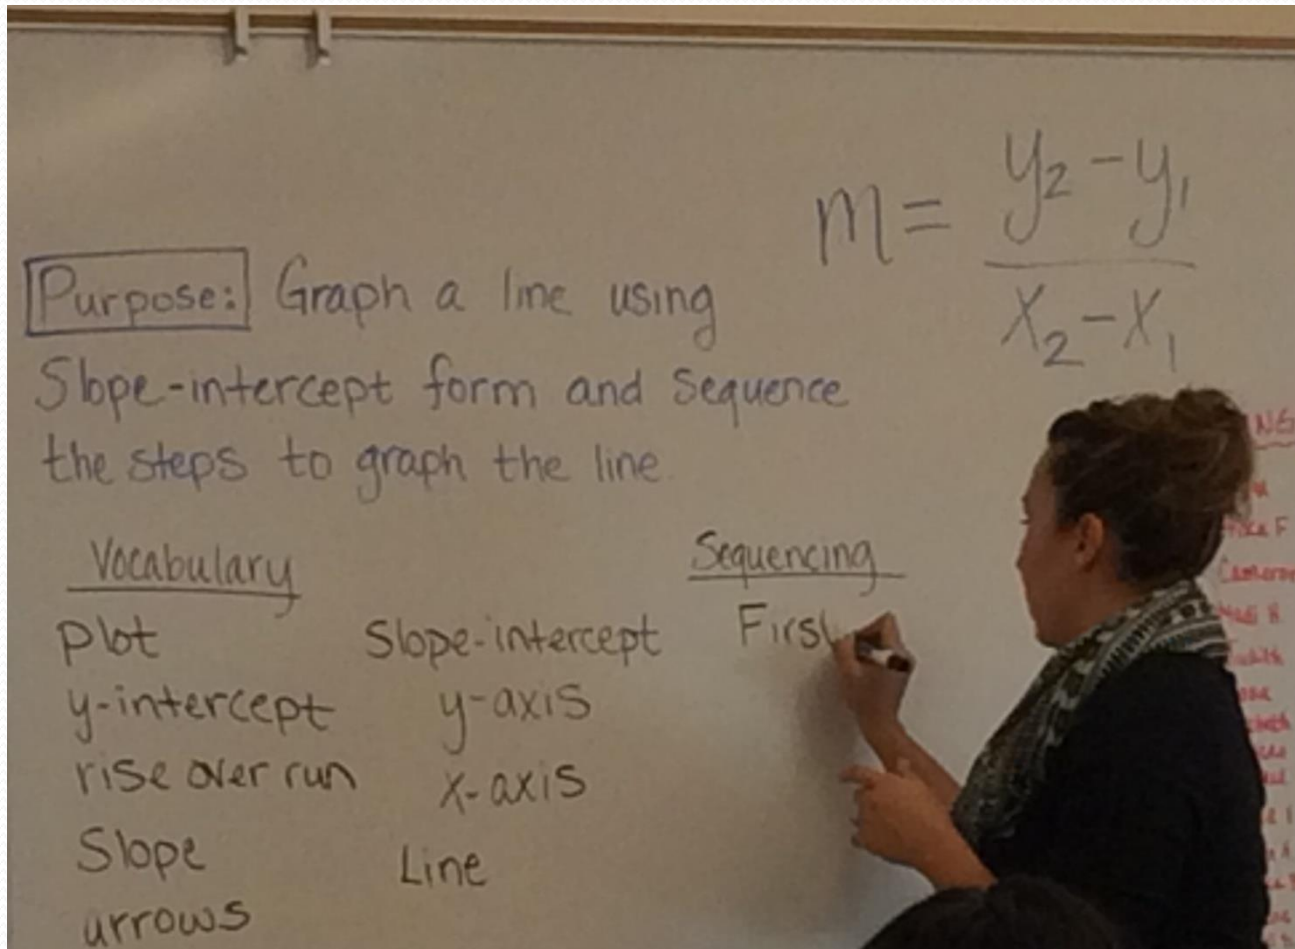 m = y₂ - y₁
x₂ - x₁
Purpose: Graph a line using
Slope-intercept form and Sequence
the steps to graph the line.
Vocabulary
plot
y-intercept
rise over run
Slope
arrows
Slope-intercept
y-axis
x-axis
Line
Sequencing
First